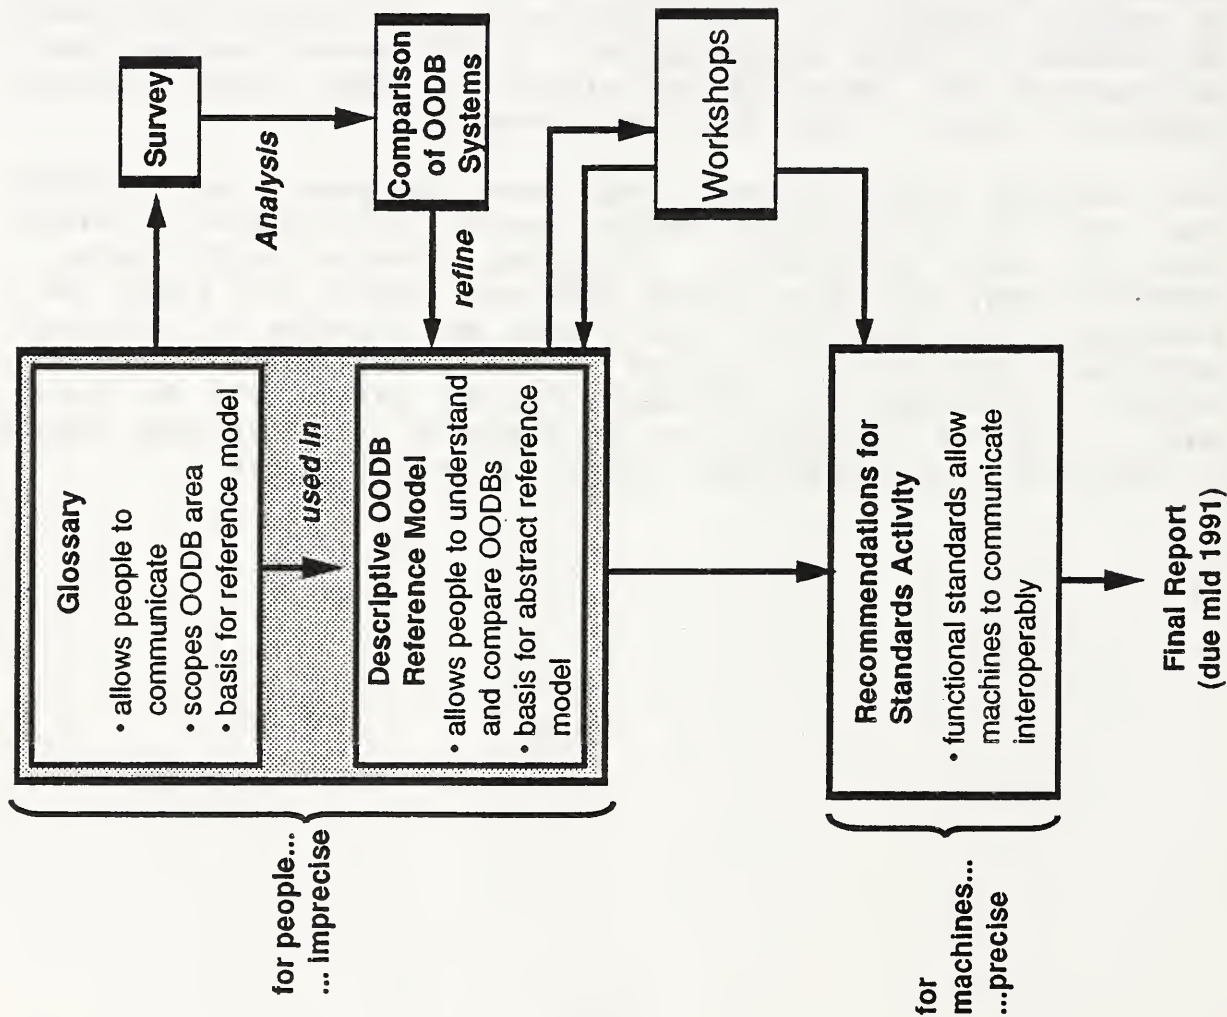 Glossary
• allows people to
communicate
• scopes OODB area
• basis for reference model
used in
Descriptive OODB
Reference Model
• allows people to understand
and compare OODBs
• basis for abstract reference
model
for people...
... imprecise
Survey
Analysis
Comparison
of OODB
Systems
refine
Workshops
Recommendations for
Standards Activity
• functional standards allow
machines to communicate
interoperably
for
machines...
...precise
Final Report
(due mid 1991)